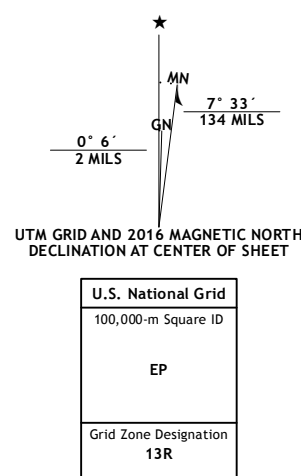 ★
MN
7° 33´
134 MILS
GN
0° 6´
2 MILS
UTM GRID AND 2016 MAGNETIC NORTH
DECLINATION AT CENTER OF SHEET
U.S. National Grid
100,000-m Square ID
EP
Grid Zone Designation
13R